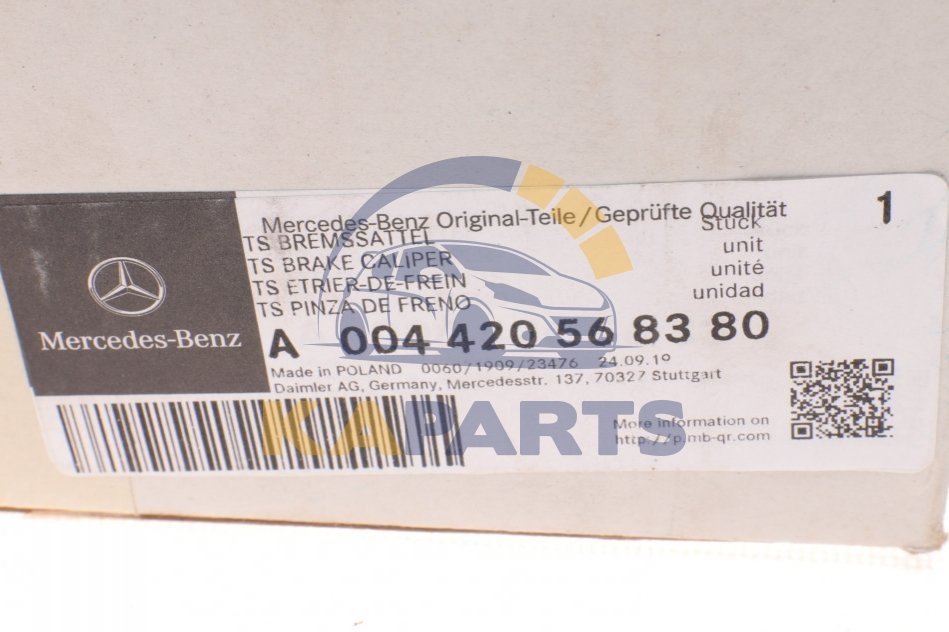 Mercedes-Benz Original-Teile/Geprüfte Qualität
1
TS BREMSSATTEL
Stück
TS BRAKE CALIPER
unit
TS ETRIER-DE-FREIN
unité
TS PINZA DE FRENO
unidad
Mercedes-Benz
A 004 420 56 83 80
Made in POLAND 0060/1909/23476 24.09.19
Daimler AG, Germany, Mercedesstr. 137, 70327 Stuttgart
KAPARTS
More information on
http://p.mb-qr.com